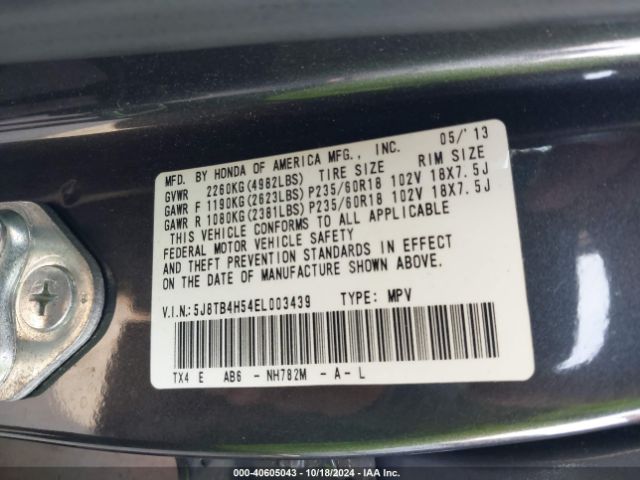 MFD. BY HONDA OF AMERICA MFG., INC. 05/'13
GVWR 2260KG(4982LBS) TIRE SIZE RIM SIZE
GAWR F 1190KG(2623LBS) P235/60R18 102V 18X7.5J
GAWR R 1080KG(2381LBS) P235/60R18 102V 18X7.5J
THIS VEHICLE CONFORMS TO ALL APPLICABLE
FEDERAL MOTOR VEHICLE SAFETY
AND THEFT PREVENTION STANDARDS IN EFFECT
ON THE DATE OF MANUFACTURE SHOWN ABOVE.
V.I.N.:5J8TB4H54EL003439 TYPE: MPV
TX4 E AB6 - NH782M - A - L
000-40605043 | 10/18/2024 | IAA Inc.